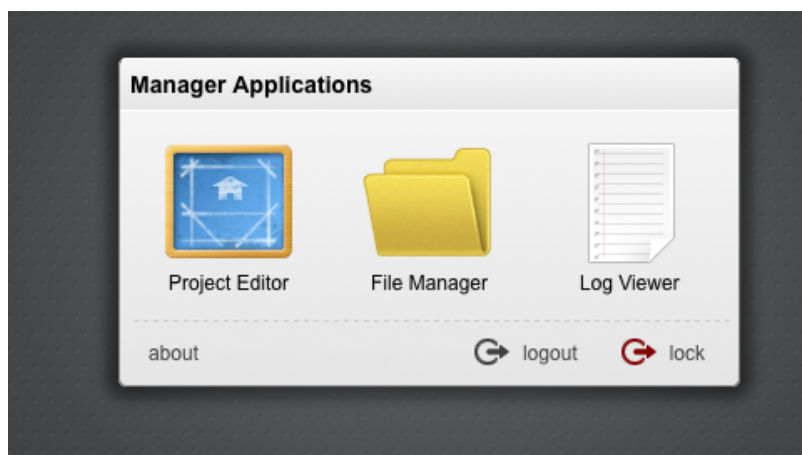 Manager Applications
Project Editor File Manager Log Viewer
about logout lock